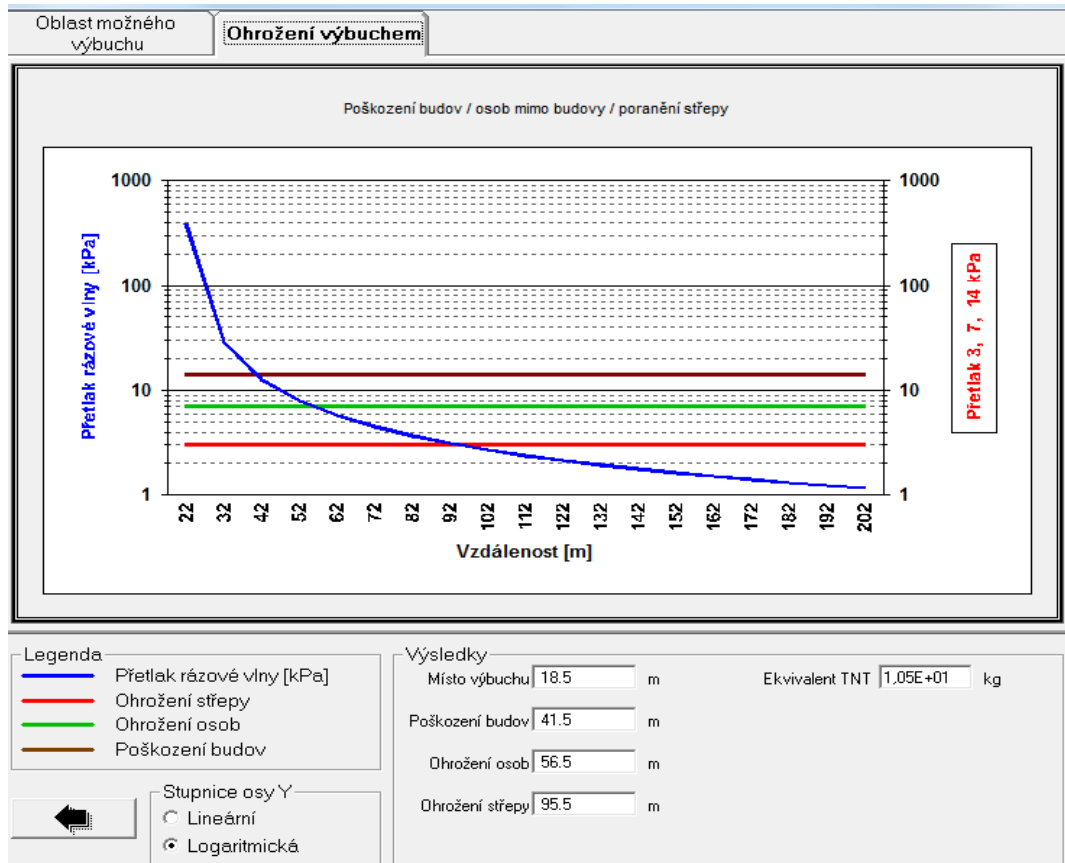 Oblast možného
výbuchu
Ohrožení výbuchem
Poškození budov / osob mimo budovy / poranění střepy
Přetlak rázové vlny [kPa]
1000
100
10
1
1000
100
10
1
Přetlak 3, 7, 14 kPa
22 32 42 52 62 72 82 92 102 112 122 132 142 152 162 172 182 192 202
Vzdálenost [m]
Legenda
Přetlak rázové vlny [kPa]
Ohrožení střepy
Ohrožení osob
Poškození budov
Stupnice osy Y
Lineární
Logaritmická
Výsledky
Místo výbuchu 18.5 m
Ekvivalent TNT 1,05E+01 kg
Poškození budov 41.5 m
Ohrožení osob 56.5 m
Ohrožení střepy 95.5 m